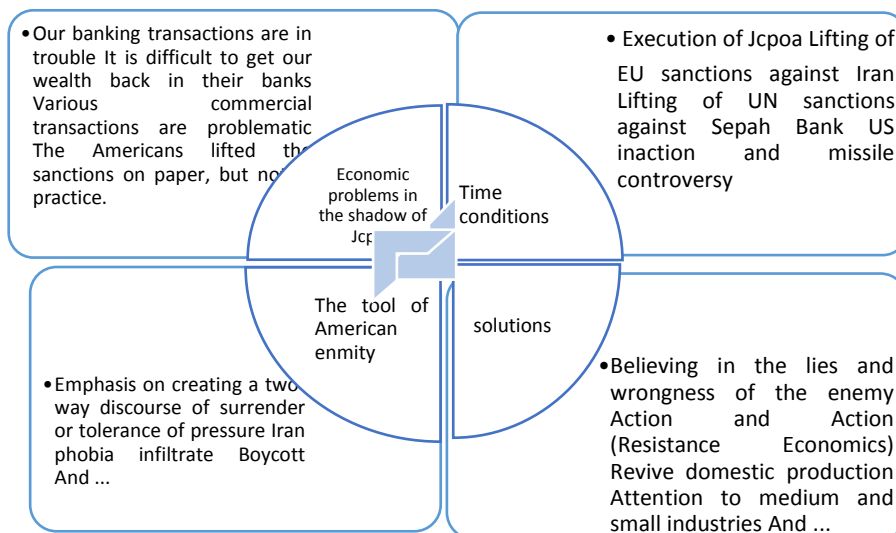 •Our banking transactions are in
trouble It is difficult to get our
wealth back in their banks
Various commercial
transactions are problematic
The Americans lifted the
sanctions on paper, but
practice.
• Execution of Jcpoa Lifting of
EU sanctions against Iran
Lifting of UN sanctions
against Sepah Bank US
inaction and missile
controversy
Economic
problems in
the shadow of
Time
conditions
The tool of
American
enmity
solutions
•Emphasis on creating a two
way discourse of surrender
or tolerance of pressure Iran
phobia infiltrate Boycott
And ...
•Believing in the lies and
wrongness of the enemy
Action and Action
(Resistance Economics)
Revive domestic production
Attention to medium and
small industries And ...